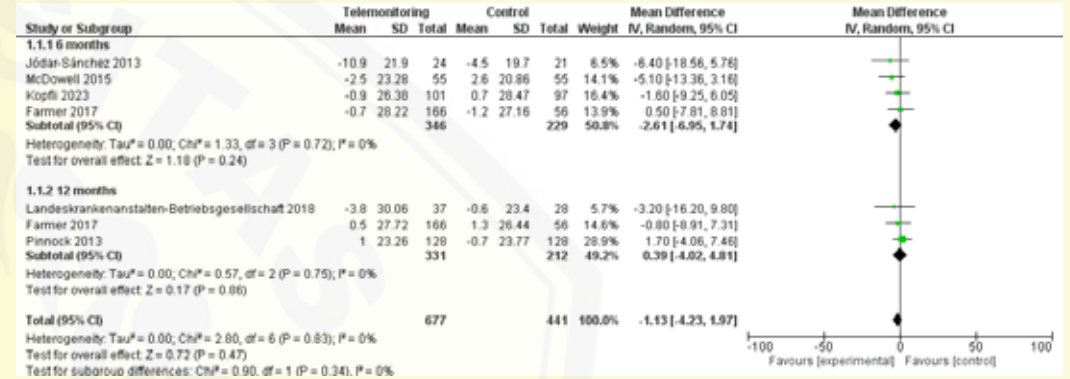 Telemonitoring Control Mean Difference Mean Difference
Study or Subgroup Mean SD Total Mean SD Total Weight IV, Random, 95% CI IV, Random, 95% CI
1.1.1 6 months
Jódar-Sánchez 2013 -10.9 21.9 24 -4.5 19.7 21 6.5% -6.40 [-18.56, 5.76]
McDowell 2015 -2.5 23.28 55 2.6 20.86 55 14.1% -5.10 [-13.36, 3.16]
Kopfli 2023 -0.9 26.38 101 0.7 28.47 97 16.4% -1.60 [-9.25, 6.05]
Farmer 2017 -0.7 28.22 166 -1.2 27.16 56 13.9% 0.50 [-7.81, 8.81]
Subtotal (95% CI) 346 229 50.8% -2.61 [-6.95, 1.74]
Heterogeneity: Tau² = 0.00; Chi² = 1.33, df = 3 (P = 0.72); I² = 0%
Test for overall effect: Z = 1.18 (P = 0.24)
1.1.2 12 months
Landeskrankenanstalten-Betriebsgesellschaft 2018 -3.8 30.06 37 -0.6 23.4 28 5.7% -3.20 [-16.20, 9.80]
Farmer 2017 0.5 27.72 166 1.3 26.44 56 14.6% -0.80 [-8.91, 7.31]
Pinnock 2013 1 23.26 128 -0.7 23.77 128 28.9% 1.70 [-4.06, 7.46]
Subtotal (95% CI) 331 212 49.2% 0.39 [-4.02, 4.81]
Heterogeneity: Tau² = 0.00; Chi² = 0.57, df = 2 (P = 0.75); I² = 0%
Test for overall effect: Z = 0.17 (P = 0.86)
Total (95% CI) 677 441 100.0% -1.13 [-4.23, 1.97]
Heterogeneity: Tau² = 0.00; Chi² = 2.80, df = 6 (P = 0.83); I² = 0%
Test for overall effect: Z = 0.72 (P = 0.47)
Test for subgroup differences: Chi² = 0.90, df = 1 (P = 0.34), I² = 0%
-100 -50 0 50 100
Favours [experimental] Favours [control]